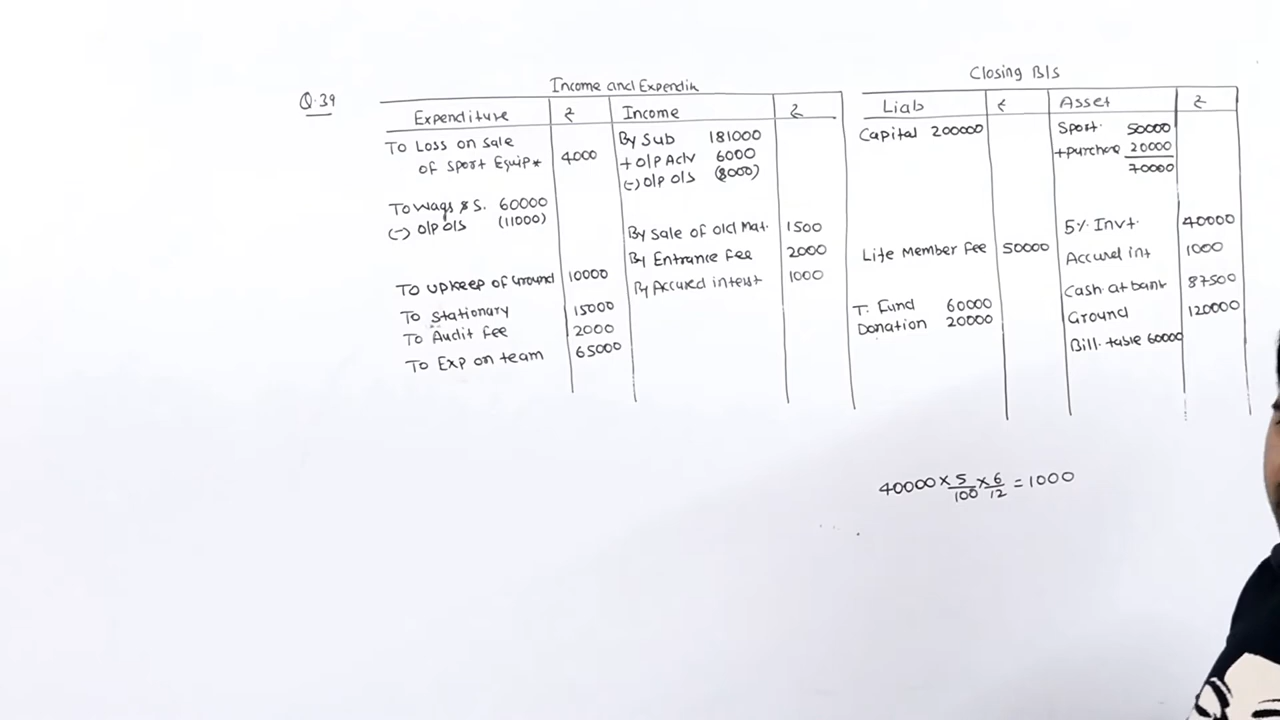 Q.39
Income and Expendit
Expenditure ₹ Income ₹
To Loss on sale
of sport Equip* 4000
By Sub 181000
+ O/P Adv 6000
(-) O/P O/S (8000)
To Wags & S. 60000
(-) O/P O/S (11000)
By Sale of old Mat. 1500
By Entrance Fee 2000
To Upkeep of Ground 10000
By Accured interst 1000
To Stationary 15000
To Audit Fee 2000
To Exp on team 65000
Closing B/S
Liab ₹ Asset ₹
Capital 200000
Sport. 50000
+purchase 20000
70000
5% Invt. 40000
Life Member Fee 50000
Accured int 1000
Cash at bank 87500
T. Fund 60000
Donation 20000
Ground 120000
Bill. table 60000
40000 × 5/100 × 6/12 = 1000